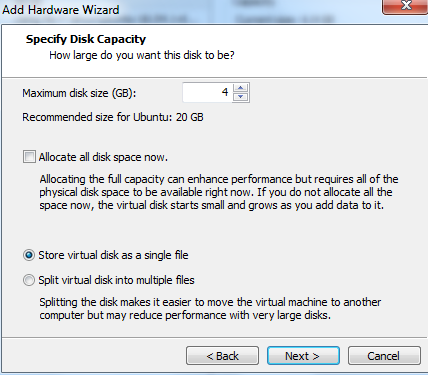 Add Hardware Wizard
Specify Disk Capacity
How large do you want this disk to be?
Maximum disk size (GB):  4
Recommended size for Ubuntu: 20 GB
Allocate all disk space now.
Allocating the full capacity can enhance performance but requires all of the
physical disk space to be available right now. If you do not allocate all the
space now, the virtual disk starts small and grows as you add data to it.
Store virtual disk as a single file
Split virtual disk into multiple files
Splitting the disk makes it easier to move the virtual machine to another
computer but may reduce performance with very large disks.
< Back  Next >  Cancel